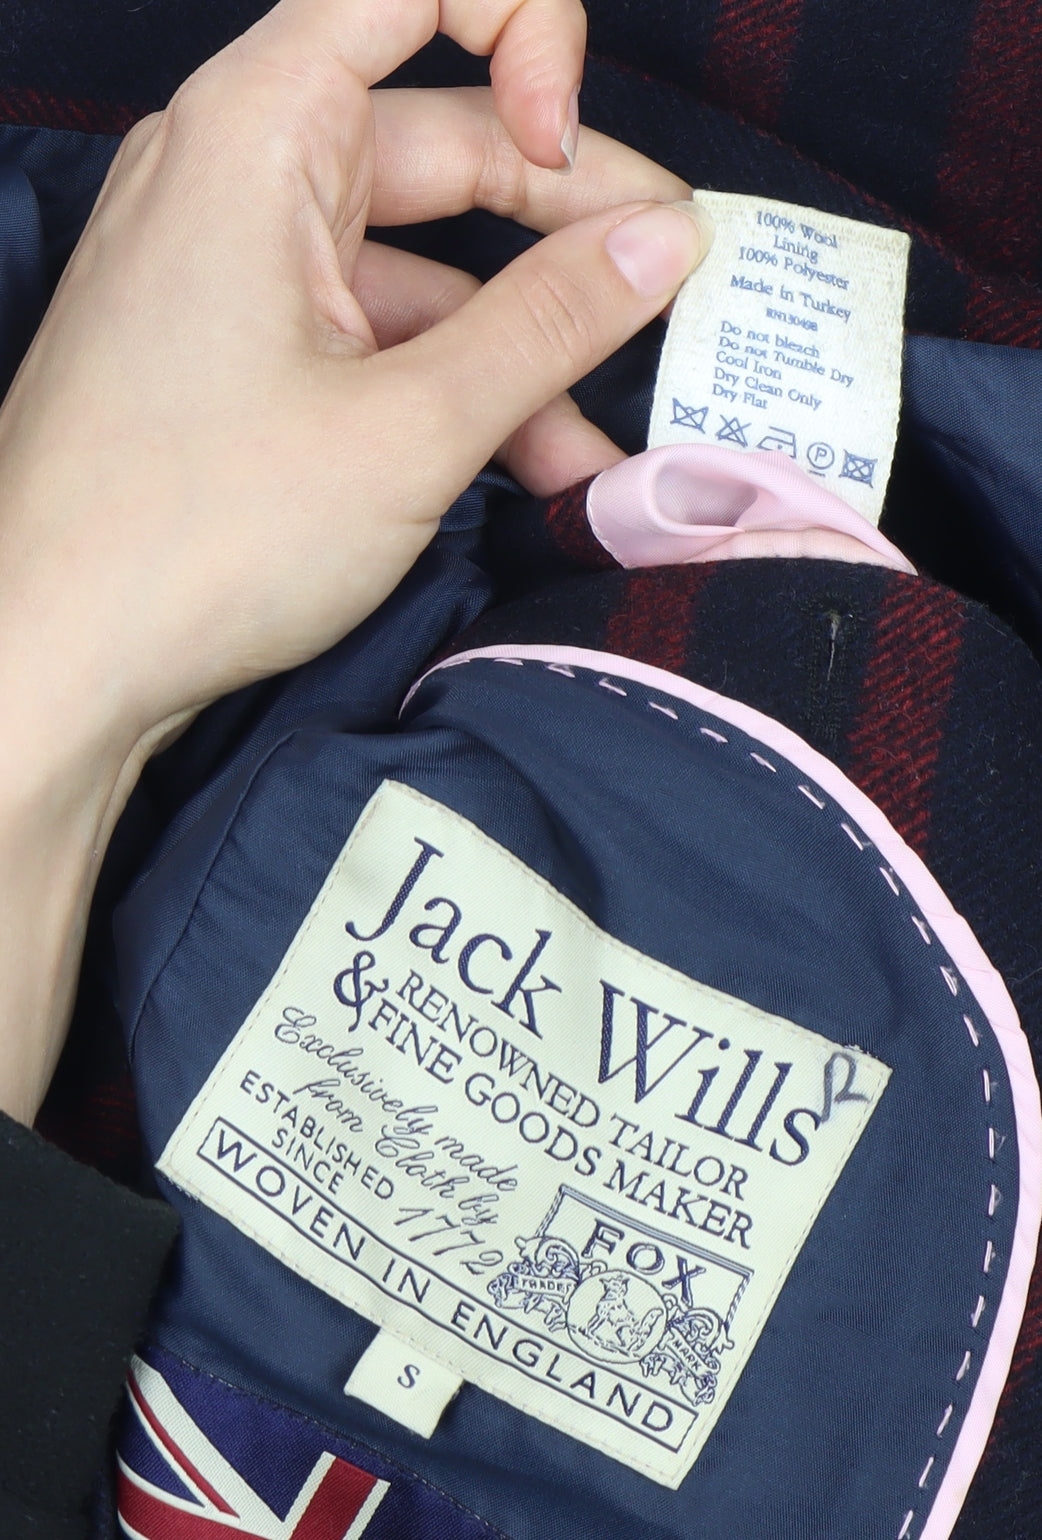 100% Wool
Lining
100% Polyester
Made in Turkey
RN130498
Do not bleach
Do not Tumble Dry
Cool Iron
Dry Clean Only
Dry Flat
P
Jack Wills
& RENOWNED TAILOR
FINE GOODS MAKER
Exclusively made
from Cloth by
ESTABLISHED
SINCE 1772
FOX
TRADE
MARK
WOVEN IN ENGLAND
S